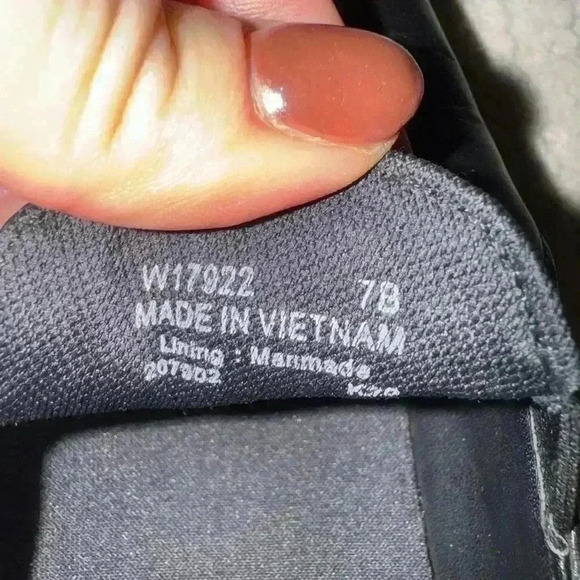 W17922 7B
MADE IN VIETNAM
Lining : Manmade
207902